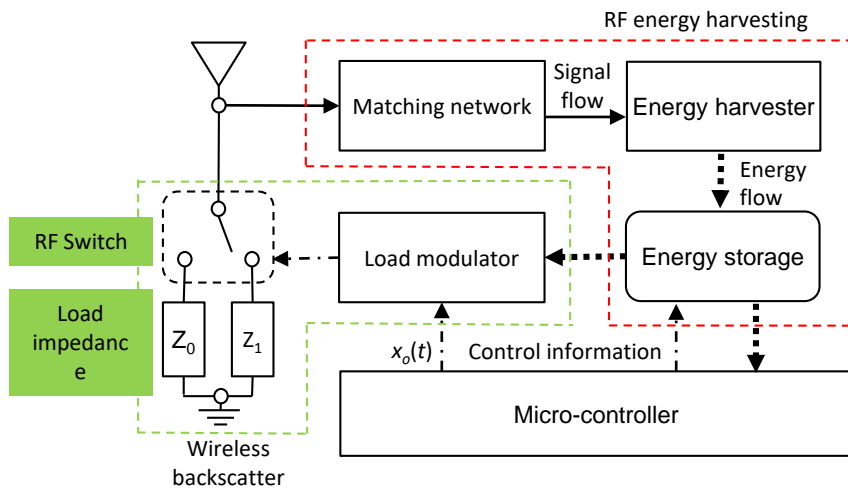 RF energy harvesting
Matching network
Signal
flow
Energy harvester
Energy
flow
RF Switch
Load modulator
Energy storage
Load
impedanc
e
Z0
Z1
xo(t)
Control information
Micro-controller
Wireless
backscatter